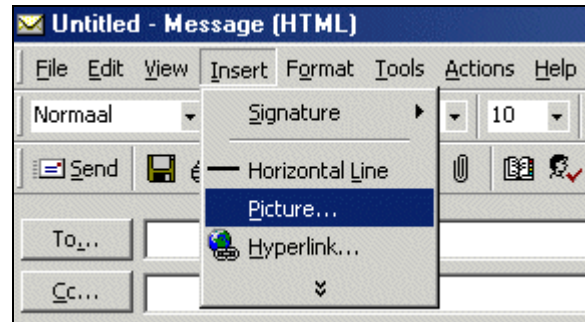 Untitled - Message (HTML)
File Edit View Insert Format Tools Actions Help
Normaal 10
Signature
Send
Horizontal Line
Picture...
To...
Hyperlink...
Cc...